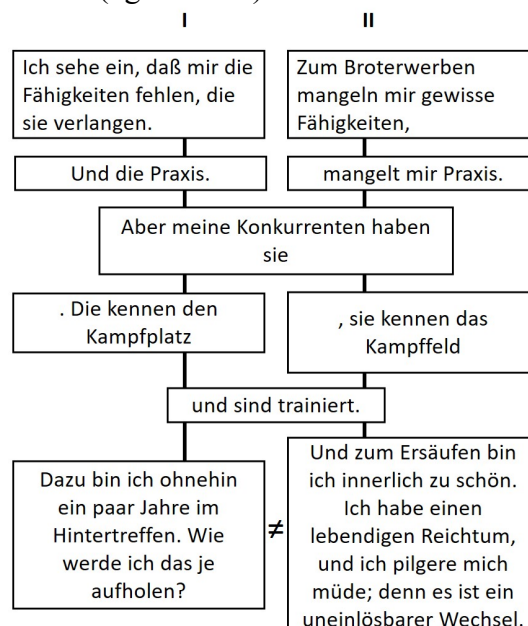 I
II
Ich sehe ein, daß mir die
Fähigkeiten fehlen, die
sie verlangen.
Zum Broterwerben
mangeln mir gewisse
Fähigkeiten,
Und die Praxis.
mangelt mir Praxis.
Aber meine Konkurrenten haben
sie
. Die kennen den
Kampfplatz
, sie kennen das
Kampffeld
und sind trainiert.
Dazu bin ich ohnehin
ein paar Jahre im
Hintertreffen. Wie
werde ich das je
aufholen?
≠
Und zum Ersäufen bin
ich innerlich zu schön.
Ich habe einen
lebendigen Reichtum,
und ich pilgere mich
müde; denn es ist ein
uneinlösbarer Wechsel.